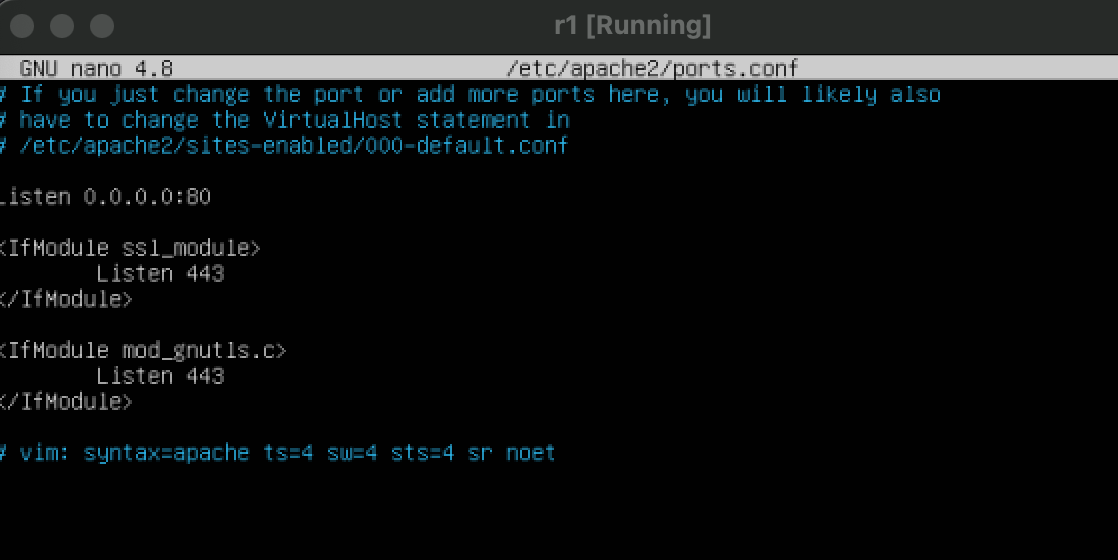 r1 [Running]
GNU nano 4.8 /etc/apache2/ports.conf
# If you just change the port or add more ports here, you will likely also
# have to change the VirtualHost statement in
# /etc/apache2/sites-enabled/000-default.conf
Listen 0.0.0.0:80
<IfModule ssl_module>
Listen 443
</IfModule>
<IfModule mod_gnutls.c>
Listen 443
</IfModule>
# vim: syntax=apache ts=4 sw=4 sts=4 sr noet